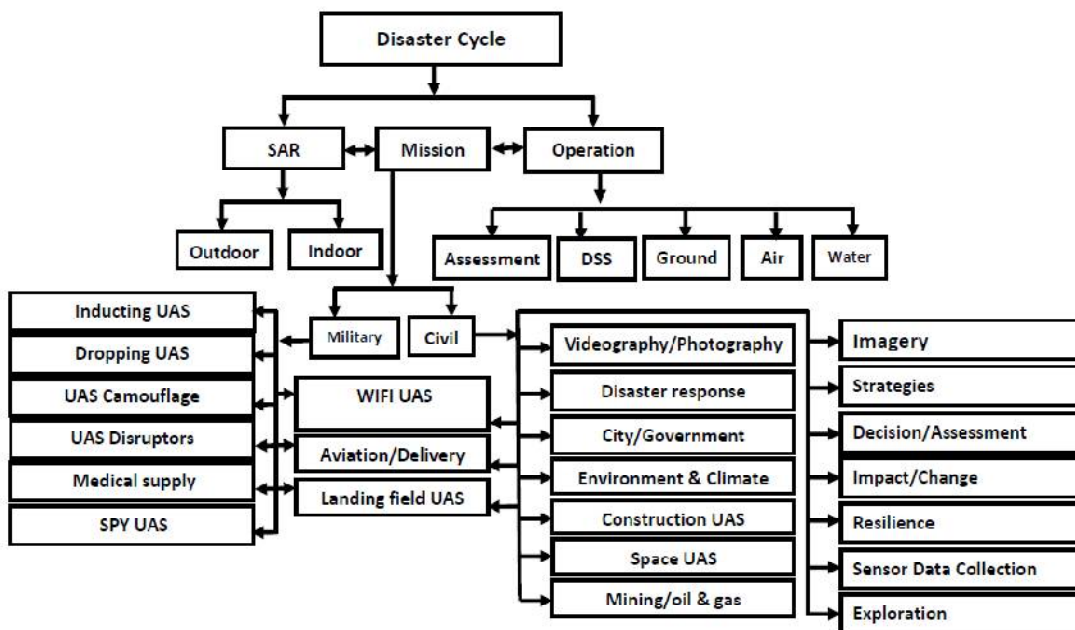 Disaster Cycle
SAR
Mission
Operation
Outdoor
Indoor
Assessment
DSS
Ground
Air
Water
Military
Civil
Inducting UAS
Dropping UAS
UAS Camouflage
UAS Disruptors
Medical supply
SPY UAS
WIFI UAS
Aviation/Delivery
Landing field UAS
Videography/Photography
Disaster response
City/Government
Environment & Climate
Construction UAS
Space UAS
Mining/oil & gas
Imagery
Strategies
Decision/Assessment
Impact/Change
Resilience
Sensor Data Collection
Exploration